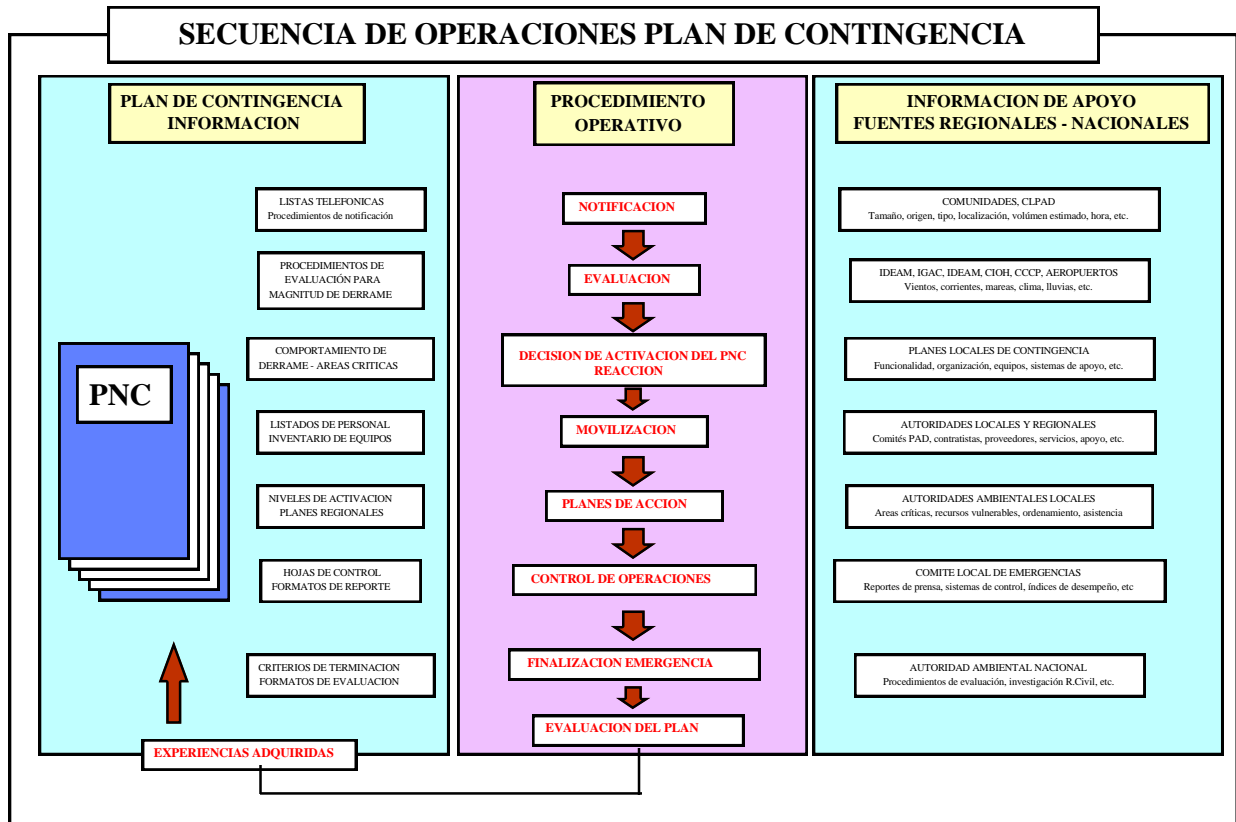 SECUENCIA DE OPERACIONES PLAN DE CONTINGENCIA
PLAN DE CONTINGENCIA
INFORMACION
LISTAS TELEFONICAS
Procedimientos de notificación
PROCEDIMIENTOS DE
EVALUACIÓN PARA
MAGNITUD DE DERRAME
COMPORTAMIENTO DE
DERRAME - AREAS CRITICAS
PNC
LISTADOS DE PERSONAL
INVENTARIO DE EQUIPOS
NIVELES DE ACTIVACION
PLANES REGIONALES
HOJAS DE CONTROL
FORMATOS DE REPORTE
CRITERIOS DE TERMINACION
FORMATOS DE EVALUACION
EXPERIENCIAS ADQUIRIDAS
PROCEDIMIENTO
OPERATIVO
NOTIFICACION
EVALUACION
DECISION DE ACTIVACION DEL PNC
REACCION
MOVILIZACION
PLANES DE ACCION
CONTROL DE OPERACIONES
FINALIZACION EMERGENCIA
EVALUACION DEL PLAN
INFORMACION DE APOYO
FUENTES REGIONALES - NACIONALES
COMUNIDADES, CLPAD
Tamaño, origen, tipo, localización, volúmen estimado, hora, etc.
IDEAM, IGAC, IDEAM, CIOH, CCCP, AEROPUERTOS
Vientos, corrientes, mareas, clima, lluvias, etc.
PLANES LOCALES DE CONTINGENCIA
Funcionalidad, organización, equipos, sistemas de apoyo, etc.
AUTORIDADES LOCALES Y REGIONALES
Comités PAD, contratistas, proveedores, servicios, apoyo, etc.
AUTORIDADES AMBIENTALES LOCALES
Areas críticas, recursos vulnerables, ordenamiento, asistencia
COMITE LOCAL DE EMERGENCIAS
Reportes de prensa, sistemas de control, índices de desempeño, etc
AUTORIDAD AMBIENTAL NACIONAL
Procedimientos de evaluación, investigación R.Civil, etc.